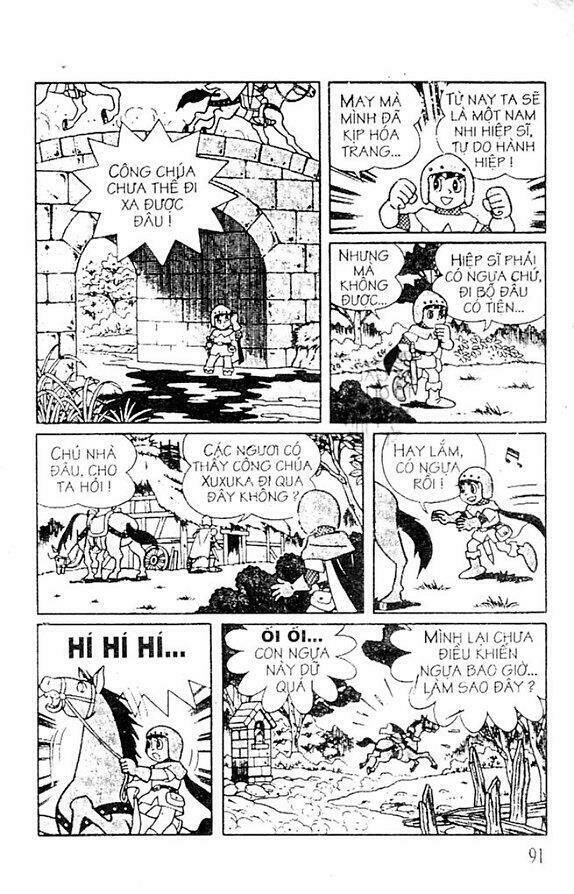 CÔNG CHÚA
CHƯA THỂ ĐI
XA ĐƯỢC
ĐÂU !
MAY MÀ
MÌNH ĐÃ
KỊP HÓA
TRANG...
TỪ NAY TA SẼ
LÀ MỘT NAM
NHI HIỆP SĨ,
TỰ DO HÀNH
HIỆP !
NHƯNG
MÀ
KHÔNG
ĐƯỢC...
HIỆP SĨ PHẢI
CÓ NGỰA CHỨ,
ĐI BỘ ĐÂU
CÓ TIỆN...
CHỦ NHÀ
ĐÂU, CHO
TA HỎI !
CÁC NGƯƠI CÓ
THẤY CÔNG CHÚA
XUXUKA ĐI QUA
ĐÂY KHÔNG ?
HAY LẮM,
CÓ NGỰA
RỒI !
HÍ HÍ HÍ...
ỐI ỐI...
CON NGỰA
NÀY DỮ
QUÁ !
MÌNH LẠI CHƯA
ĐIỀU KHIỂN
NGỰA BAO GIỜ...
LÀM SAO ĐÂY ?
91